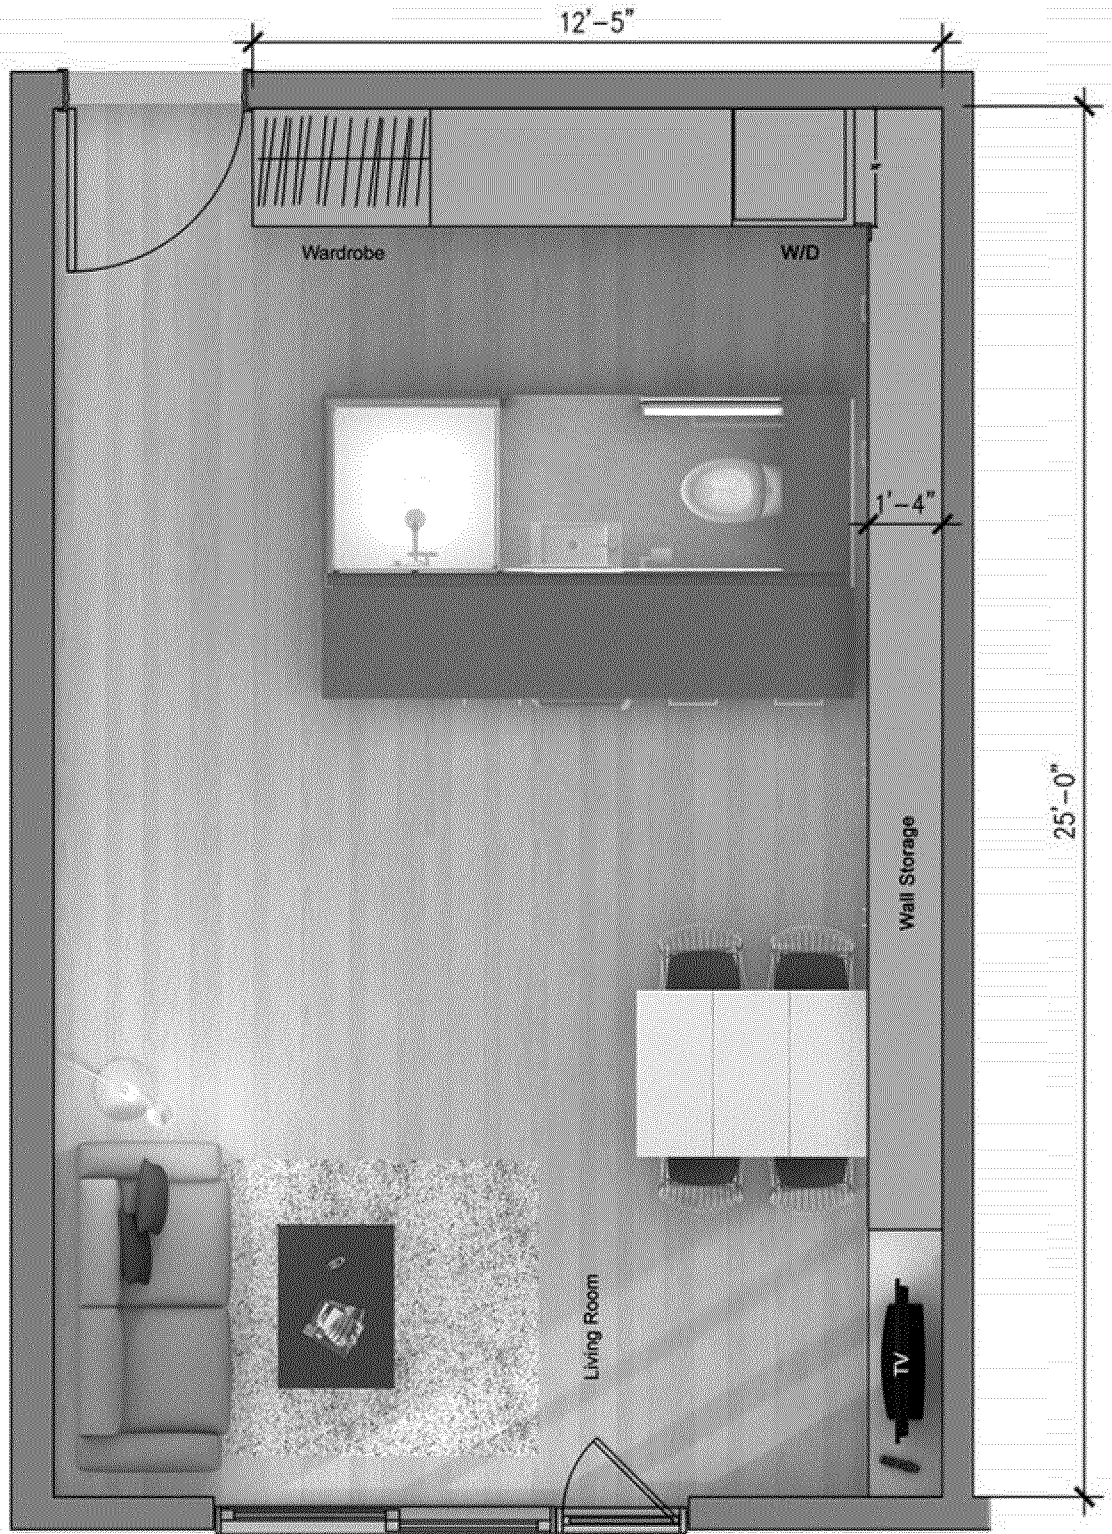 12'-5"
Wardrobe
W/D
1'-4"
25'-0"
Wall Storage
Living Room
TV